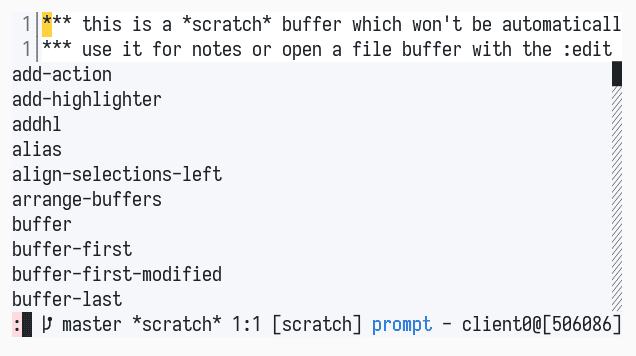 1 *** this is a *scratch* buffer which won't be automaticall
1 *** use it for notes or open a file buffer with the :edit
add-action
add-highlighter
addhl
alias
align-selections-left
arrange-buffers
buffer
buffer-first
buffer-first-modified
buffer-last
: master *scratch* 1:1 [scratch] prompt - client0@[506086]